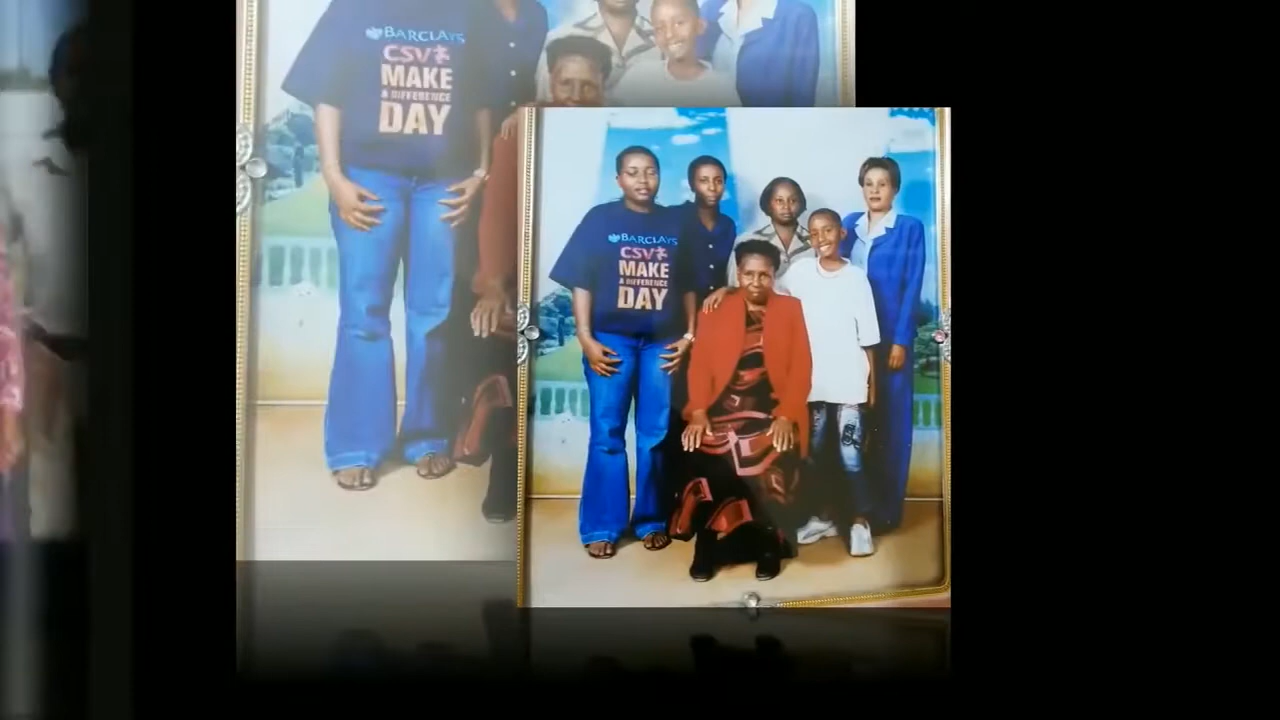 BARCLAYS
CSV
MAKE
A DIFFERENCE
DAY
BARCLAYS
CSV
MAKE
A DIFFERENCE
DAY